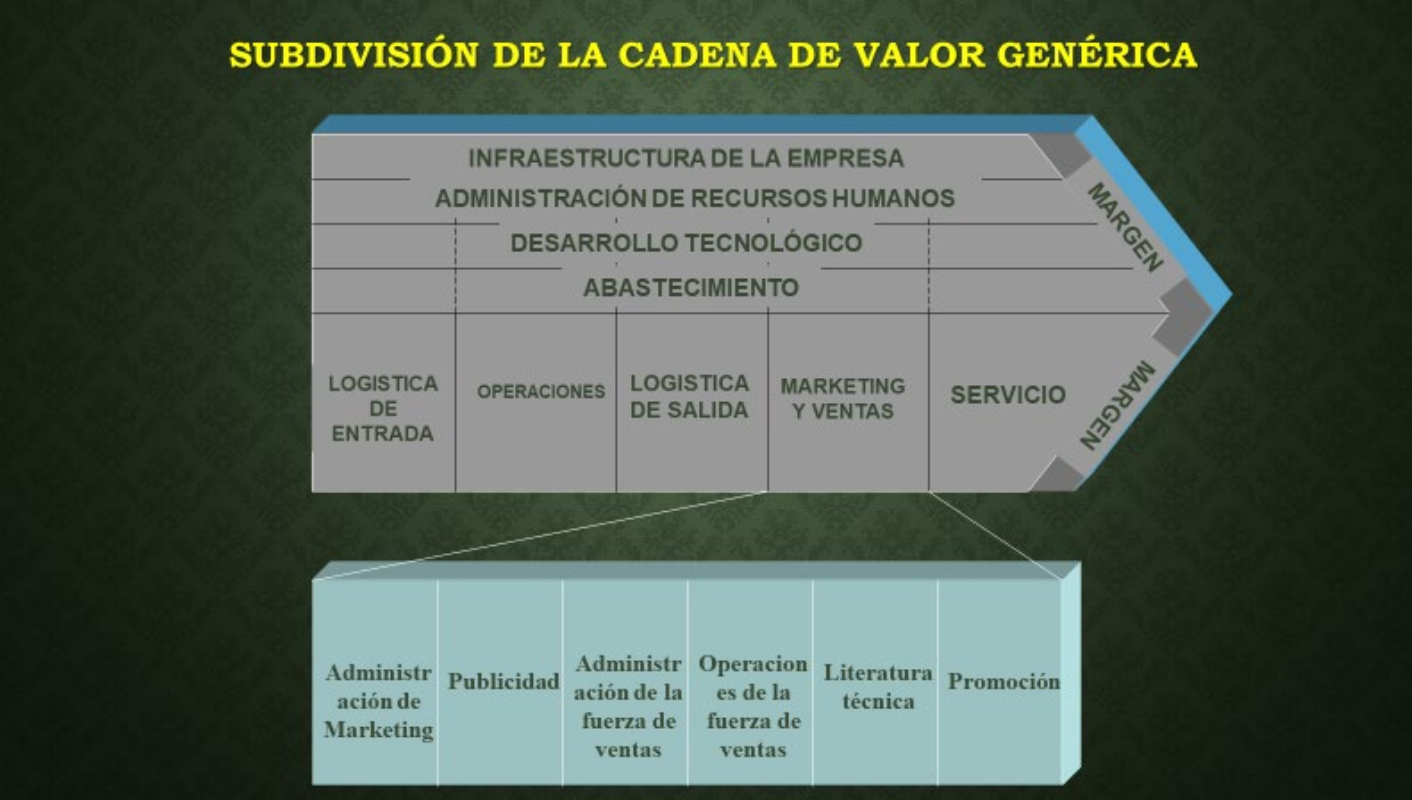 SUBDIVISIÓN DE LA CADENA DE VALOR GENÉRICA
INFRAESTRUCTURA DE LA EMPRESA
ADMINISTRACIÓN DE RECURSOS HUMANOS
DESARROLLO TECNOLÓGICO
ABASTECIMIENTO
MARGEN
LOGISTICA
DE
ENTRADA
OPERACIONES
LOGISTICA
DE SALIDA
MARKETING
Y VENTAS
SERVICIO
MARGEN
Administr
ación de
Marketing
Publicidad
Administr
ación de la
fuerza de
ventas
Operacion
es de la
fuerza de
ventas
Literatura
técnica
Promoción